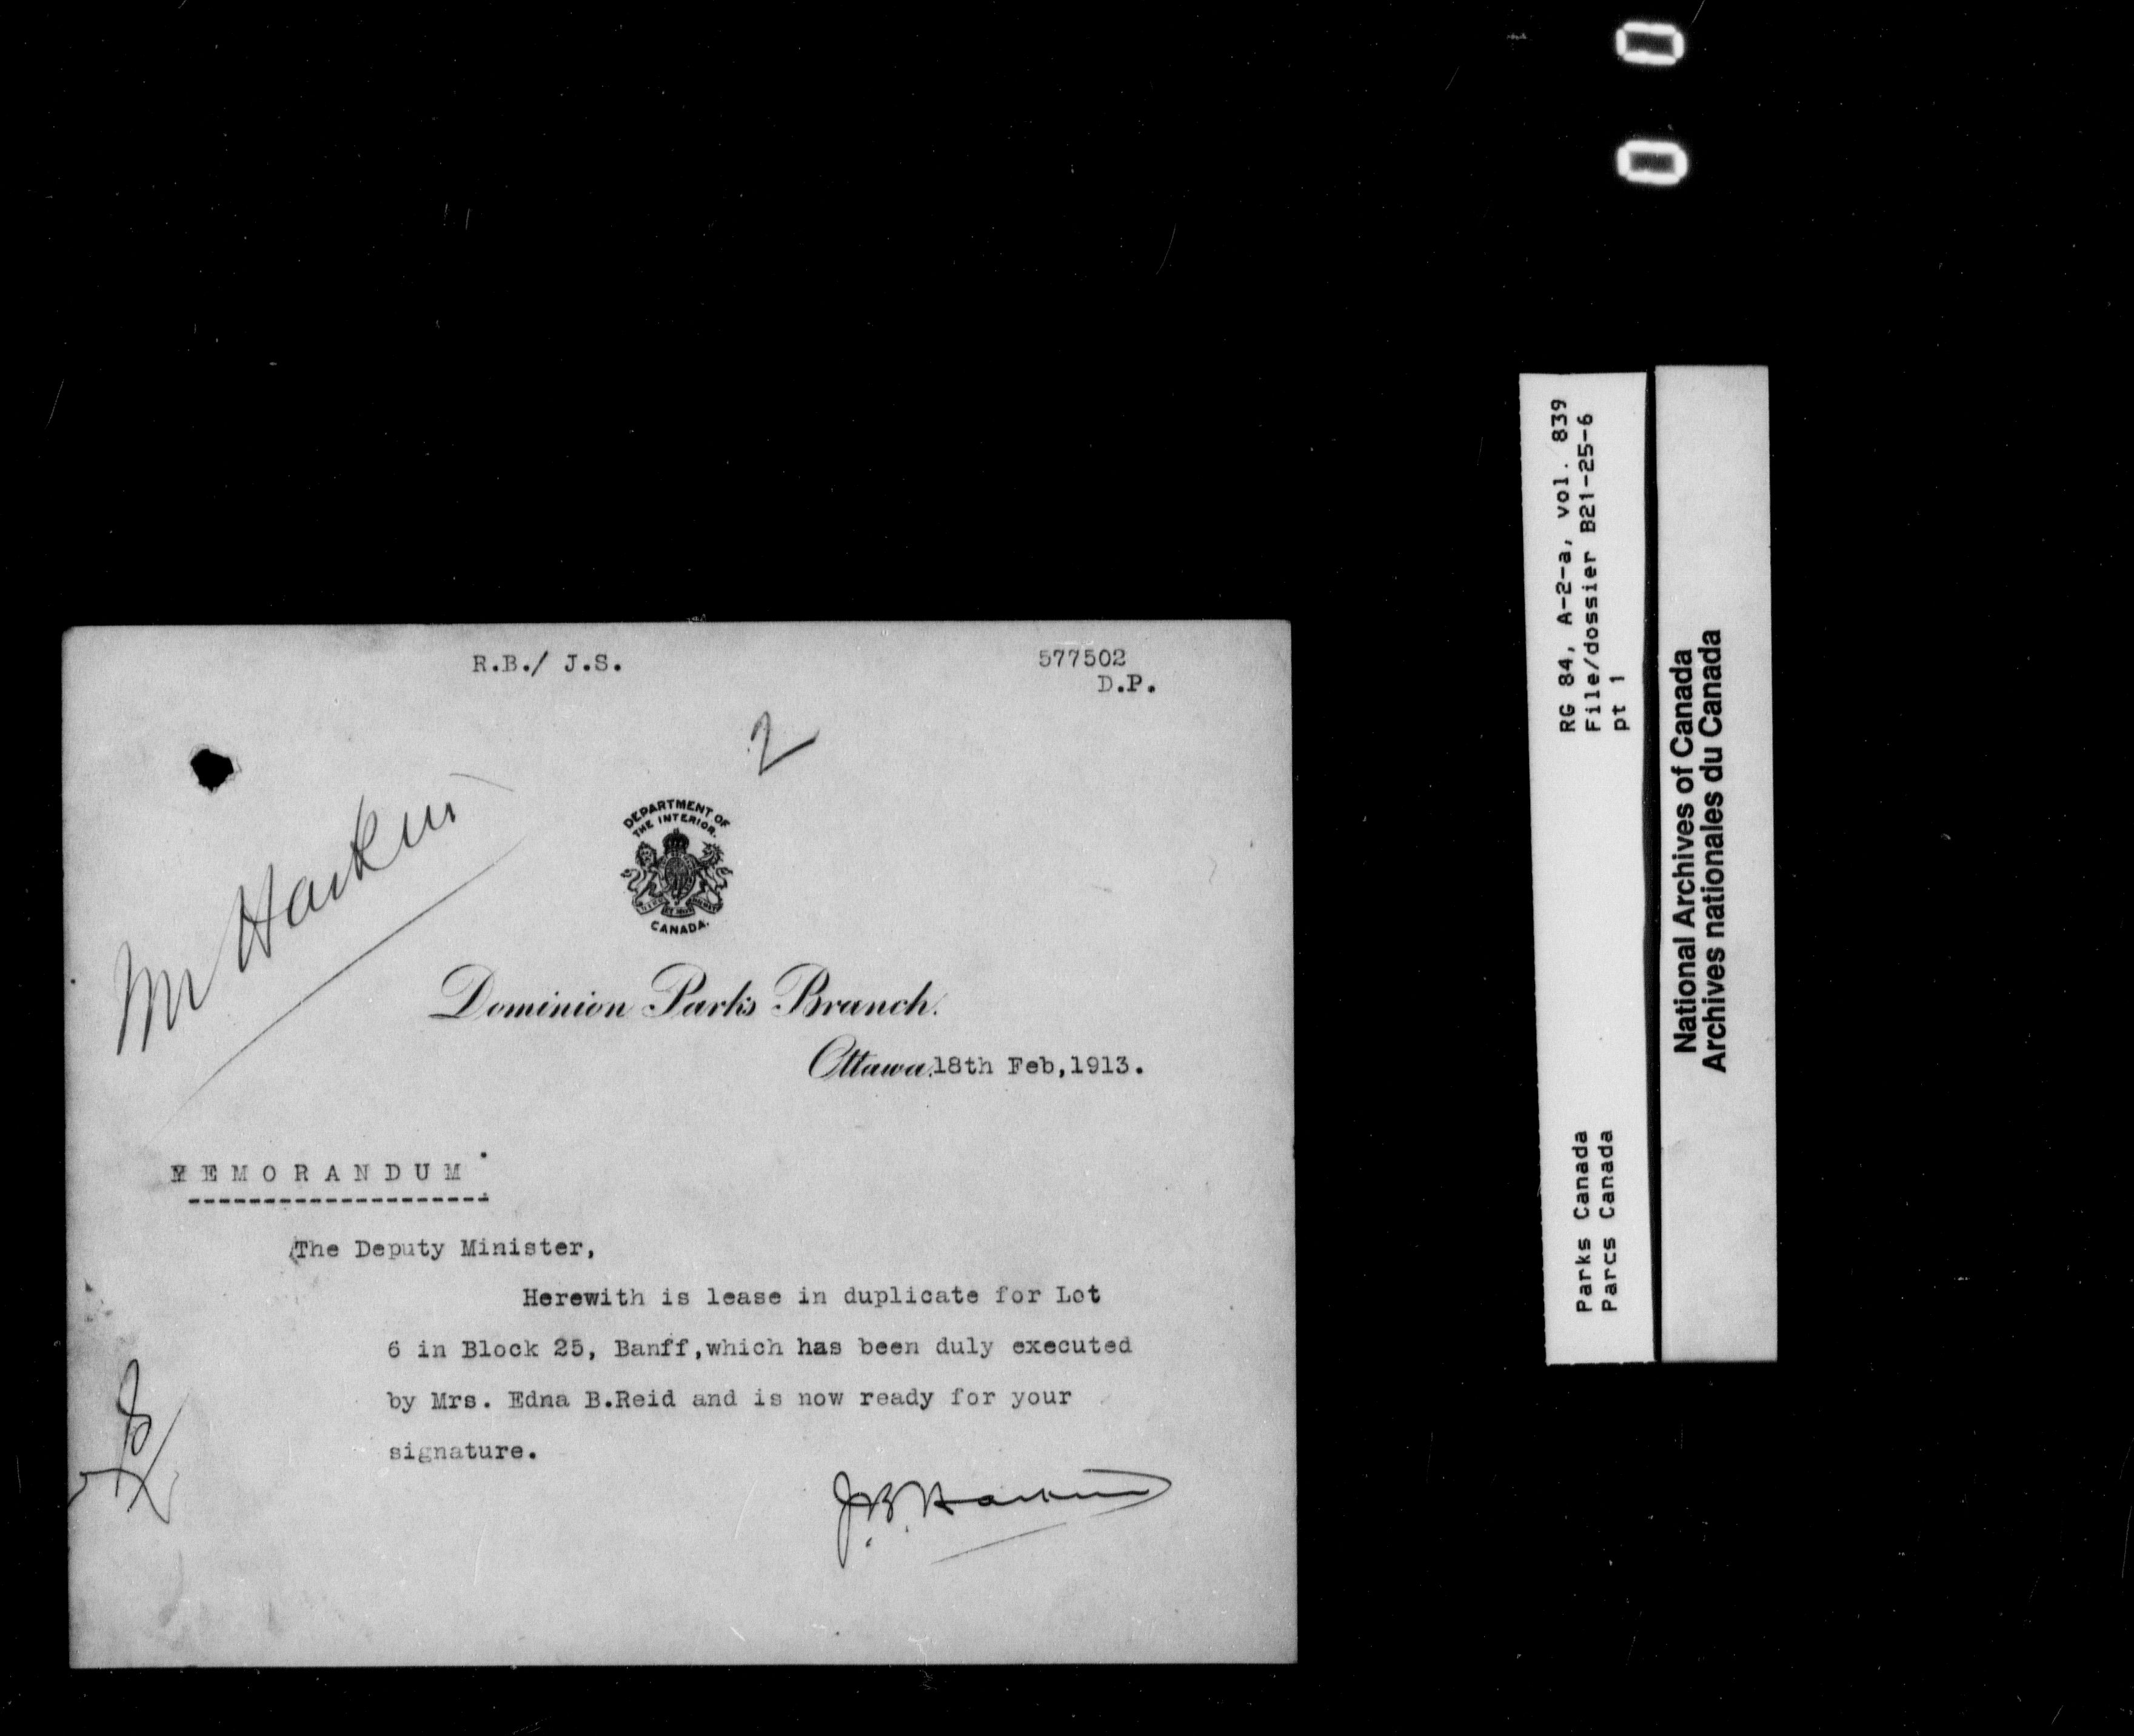 R.B./ J.S.
577502
D.P.
2
Mr Harkin
DEPARTMENT OF
THE INTERIOR.
CANADA.
Dominion Parks Branch.
Ottawa, 18th Feb,1913.
MEMORANDUM
The Deputy Minister,
Herewith is lease in duplicate for Lot
6 in Block 25, Banff,which has been duly executed
by Mrs. Edna B.Reid and is now ready for your
signature.
J.B. Harkin
RG 84, A-2-a, vol. 839
File/dossier B21-25-6
pt 1
Parks Canada
Parcs Canada
National Archives of Canada
Archives nationales du Canada
00